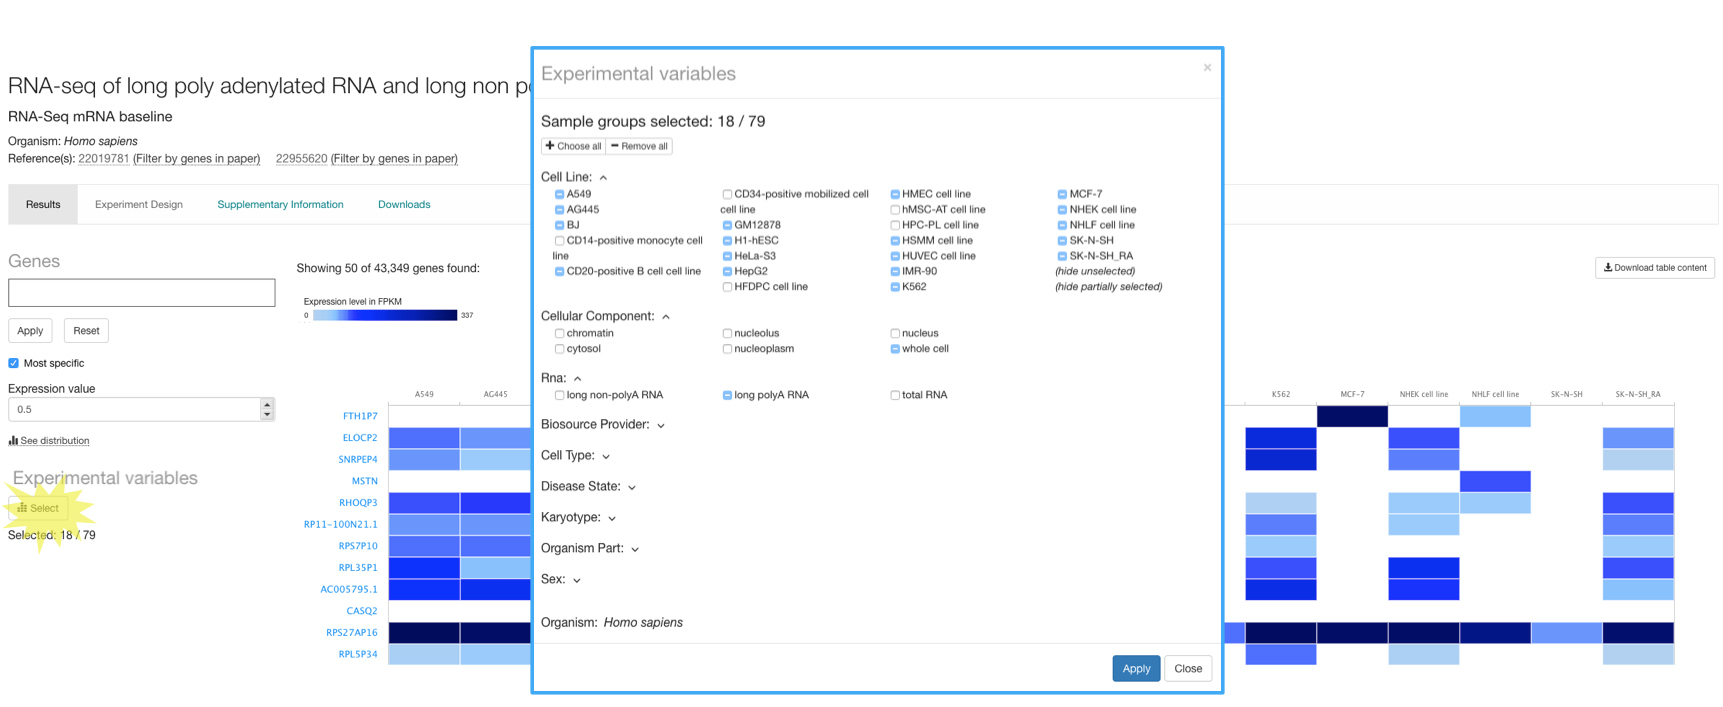 RNA-seq of long poly adenylated RNA and long non po
RNA-Seq mRNA baseline
Organism: Homo sapiens
Reference(s): 22019781 (Filter by genes in paper) 22955620 (Filter by genes in paper)
Results Experiment Design Supplementary Information Downloads
Genes
Apply Reset
Most specific
Expression value
0.5
See distribution
Experimental variables
Select
Selected: 18 / 79
Showing 50 of 43,349 genes found:
Expression level in FPKM
0 337
Download table content
A549 AG445 K562 MCF-7 NHEK cell line NHLF cell line SK-N-SH SK-N-SH_RA
FTH1P7
ELOCP2
SNRPEP4
MSTN
RHOQP3
RP11-100N21.1
RPS7P10
RPL35P1
AC005795.1
CASQ2
RPS27AP16
RPL5P34
Experimental variables ×
Sample groups selected: 18 / 79
Choose all Remove all
Cell Line:
A549
AG445
BJ
CD14-positive monocyte cell
line
CD20-positive B cell cell line
CD34-positive mobilized cell
cell line
GM12878
H1-hESC
HeLa-S3
HepG2
HFDPC cell line
HMEC cell line
hMSC-AT cell line
HPC-PL cell line
HSMM cell line
HUVEC cell line
IMR-90
K562
MCF-7
NHEK cell line
NHLF cell line
SK-N-SH
SK-N-SH_RA
(hide unselected)
(hide partially selected)
Cellular Component:
chromatin nucleolus nucleus
cytosol nucleoplasm whole cell
Rna:
long non-polyA RNA long polyA RNA total RNA
Biosource Provider:
Cell Type:
Disease State:
Karyotype:
Organism Part:
Sex:
Organism: Homo sapiens
Apply Close